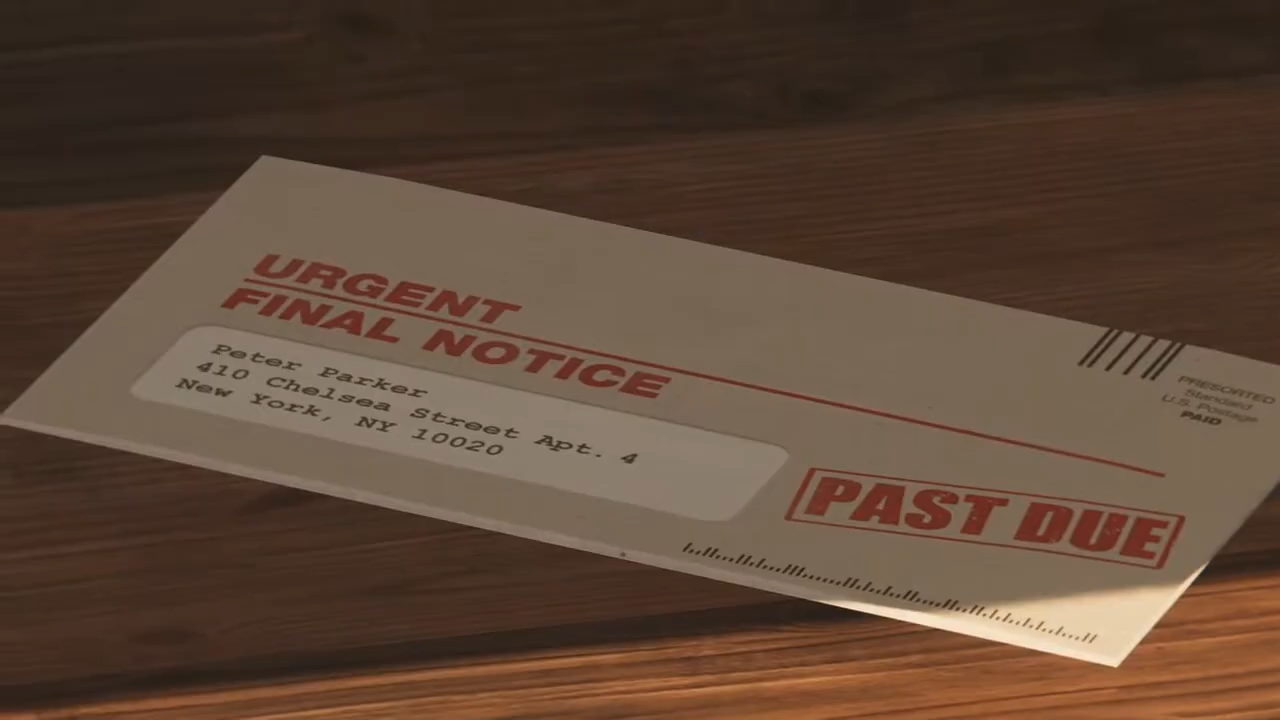 URGENT
FINAL NOTICE
Peter Parker
410 Chelsea Street Apt. 4
New York, NY 10020
PRESORTED
Standard
U.S. Postage
PAID
PAST DUE